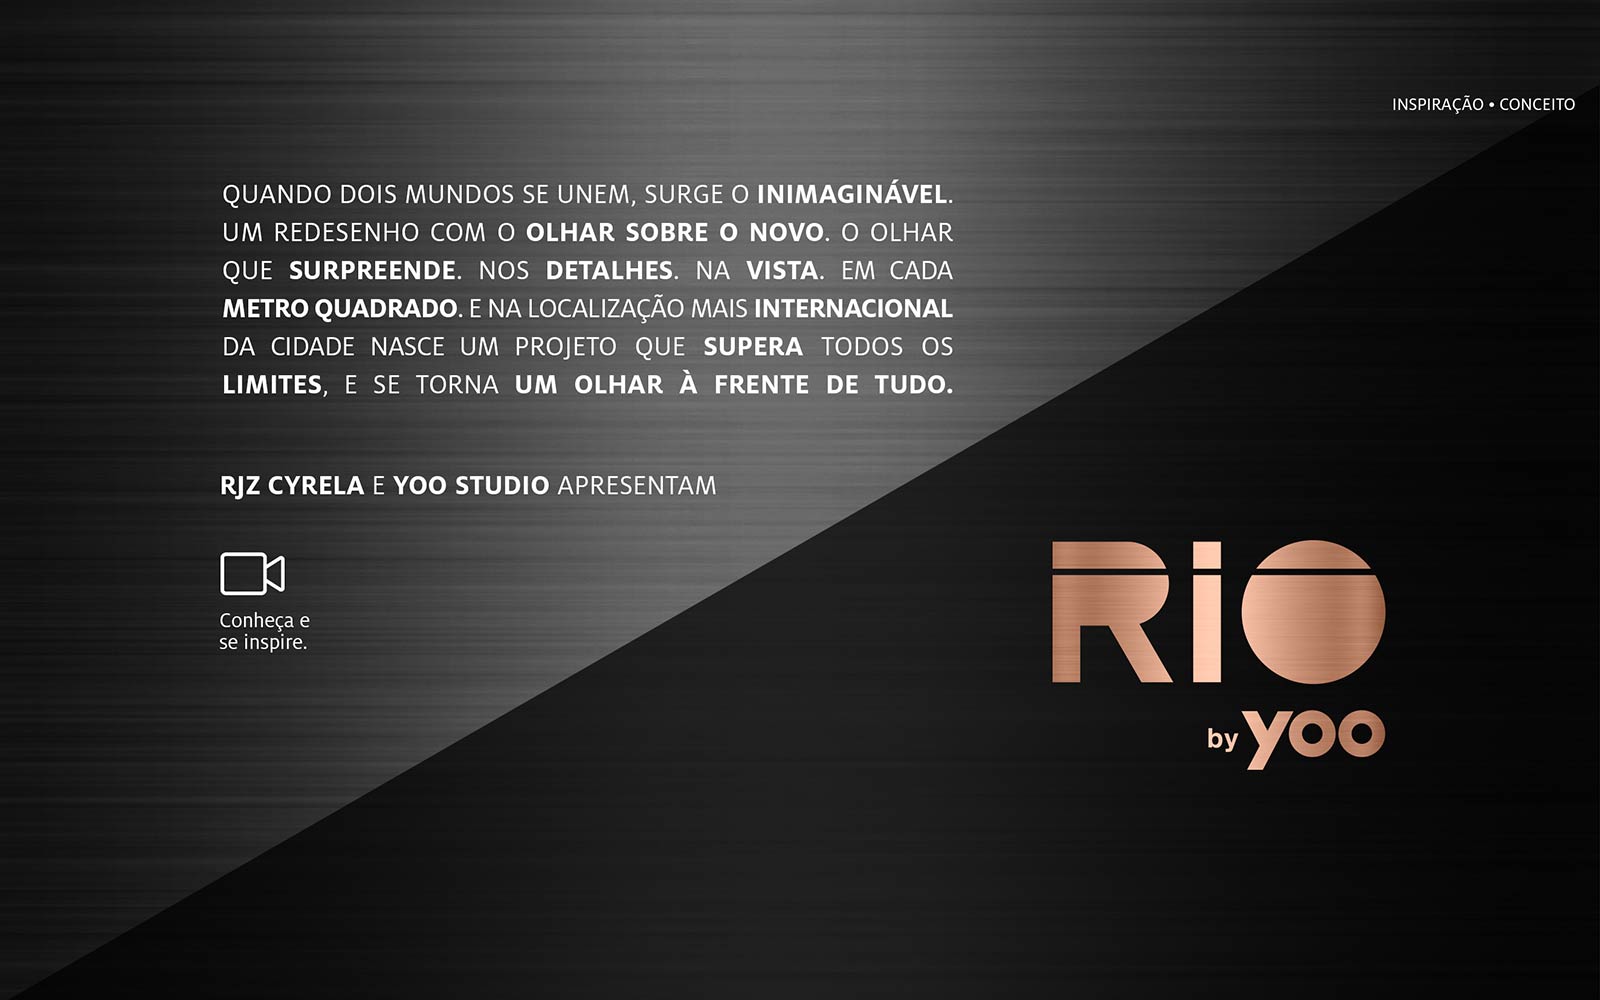 INSPIRAÇÃO • CONCEITO
QUANDO DOIS MUNDOS SE UNEM, SURGE O INIMAGINÁVEL.
UM REDESENHO COM O OLHAR SOBRE O NOVO. O OLHAR
QUE SURPREENDE. NOS DETALHES. NA VISTA. EM CADA
METRO QUADRADO. E NA LOCALIZAÇÃO MAIS INTERNACIONAL
DA CIDADE NASCE UM PROJETO QUE SUPERA TODOS OS
LIMITES, E SE TORNA UM OLHAR À FRENTE DE TUDO.
RJZ CYRELA E YOO STUDIO APRESENTAM
Conheça e
se inspire.
RiO
by yoo